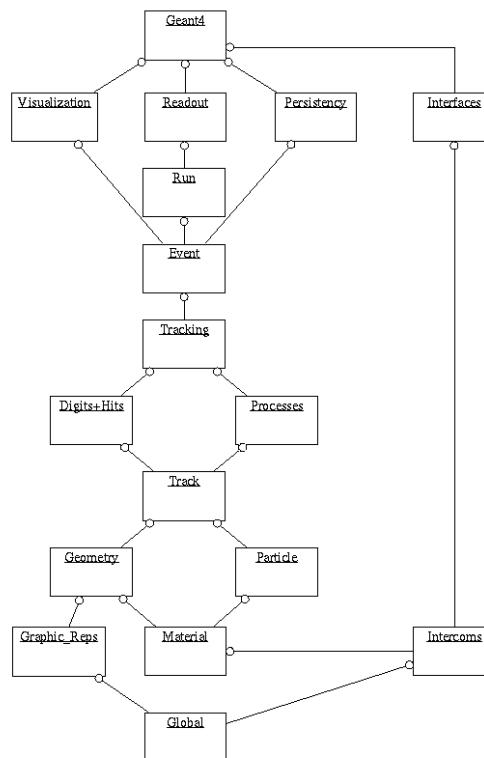 Geant4
Visualization
Readout
Persistency
Interfaces
Run
Event
Tracking
Digits+Hits
Processes
Track
Geometry
Particle
Graphic_Reps
Material
Intercoms
Global